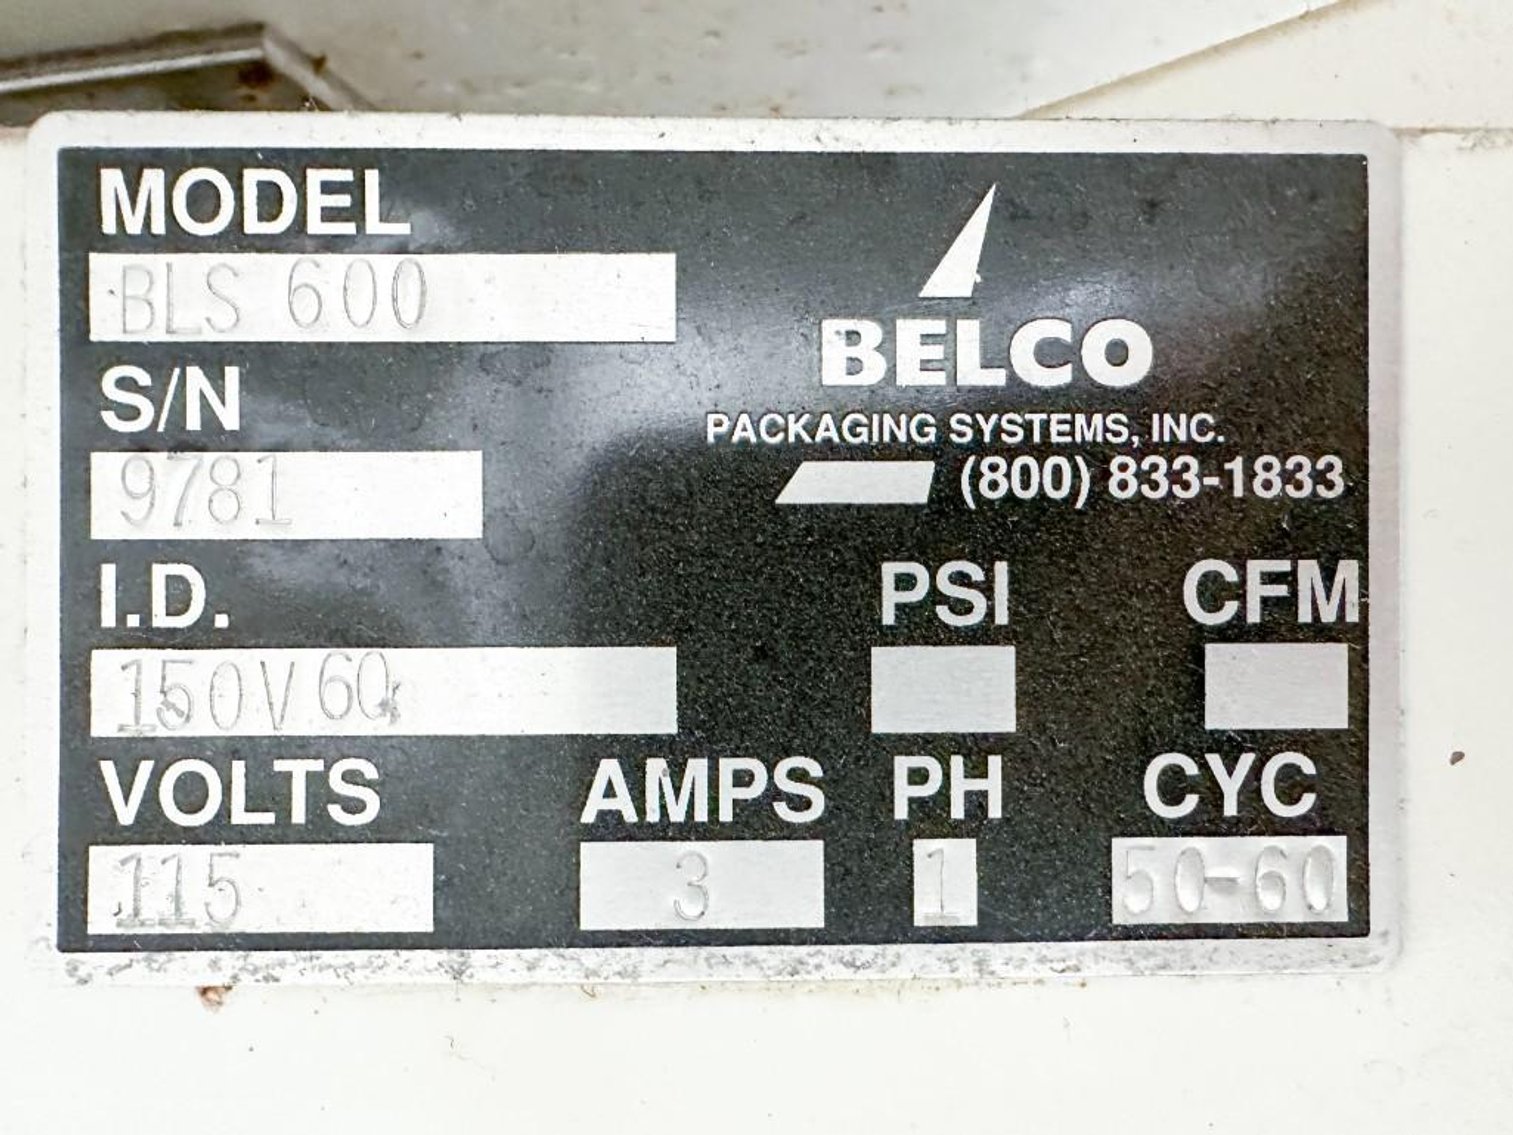 MODEL
BLS 600
S/N
9781
I.D.
150V60
BELCO
PACKAGING SYSTEMS, INC.
(800) 833-1833
PSI CFM
VOLTS AMPS PH CYC
115 3 1 50-60